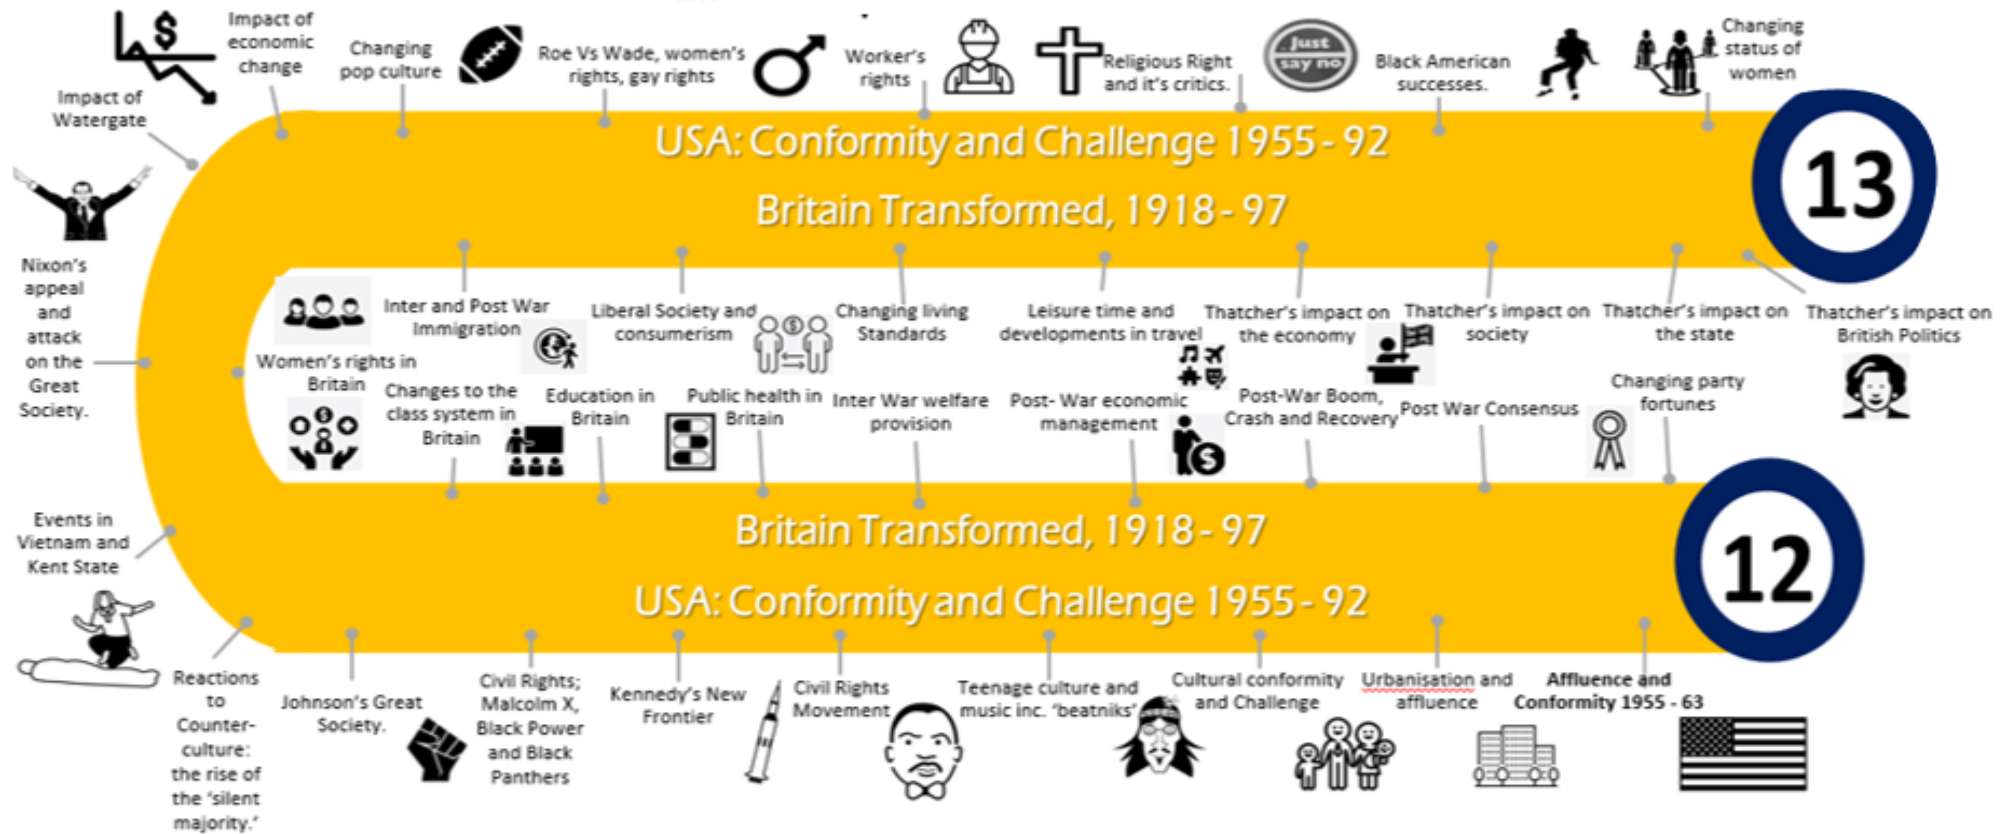 Impact of
economic
change
Changing
pop culture
Roe Vs Wade, women's
rights, gay rights
Worker's
rights
Religious Right
and it's critics.
Just
say no
Black American
successes.
Changing
status of
women
Impact of
Watergate
USA: Conformity and Challenge 1955 - 92
Britain Transformed, 1918 - 97
13
Nixon's
appeal
and
attack
on the
Great
Society.
Inter and Post War
Immigration
Liberal Society and
consumerism
Changing living
Standards
Leisure time and
developments in travel
Thatcher's impact on
the economy
Thatcher's impact on
society
Thatcher's impact on
the state
Thatcher's impact on
British Politics
Women's rights in
Britain
Changes to the
class system in
Britain
Education in
Britain
Public health in
Britain
Inter War welfare
provision
Post- War economic
management
Post-War Boom,
Crash and Recovery
Post War Consensus
Changing party
fortunes
Britain Transformed, 1918 - 97
USA: Conformity and Challenge 1955 - 92
12
Events in
Vietnam and
Kent State
Reactions
to
Counter-
culture:
the rise of
the 'silent
majority.'
Johnson's Great
Society.
Civil Rights;
Malcolm X,
Black Power
and Black
Panthers
Kennedy's New
Frontier
Civil Rights
Movement
Teenage culture and
music inc. 'beatniks'
Cultural conformity
and Challenge
Urbanisation and
affluence
Affluence and
Conformity 1955 - 63